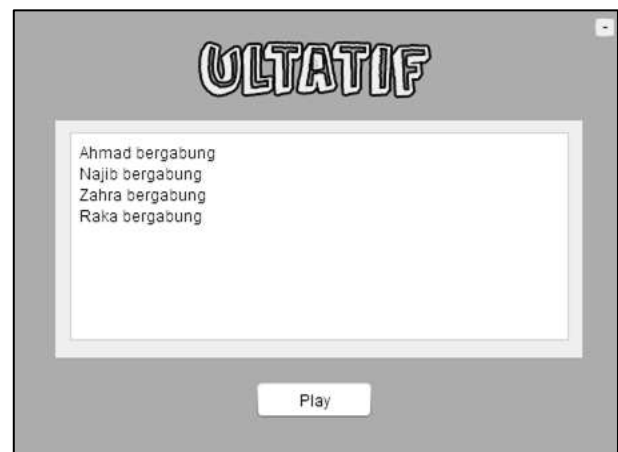 -
ULTATIF
Ahmad bergabung
Najib bergabung
Zahra bergabung
Raka bergabung
Play